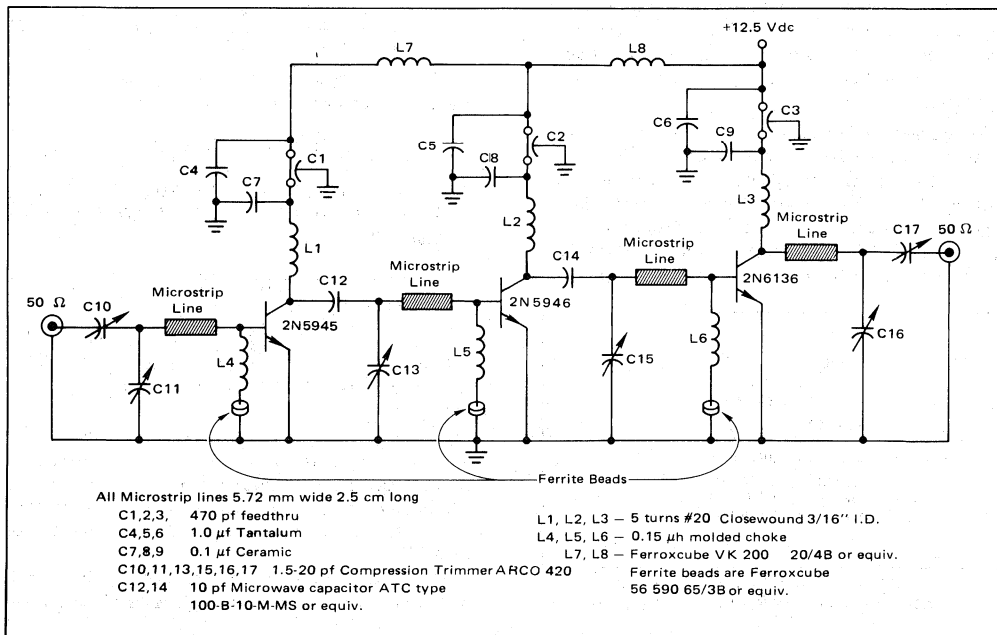 +12.5 Vdc
L7
L8
C4
C1
C7
L1
C5
C2
C8
L2
C6
C3
C9
L3
50 Ω
C10
Microstrip
Line
C11
L4
2N5945
C12
C13
Microstrip
Line
L5
2N5946
C14
C15
Microstrip
Line
L6
2N6136
Microstrip
Line
C17
50 Ω
C16
Ferrite Beads
All Microstrip lines 5.72 mm wide 2.5 cm long
C1,2,3, 470 pf feedthru
C4,5,6 1.0 μf Tantalum
C7,8,9 0.1 μf Ceramic
C10,11,13,15,16,17 1.5-20 pf Compression Trimmer ARCO 420
C12,14 10 pf Microwave capacitor ATC type
100-B-10-M-MS or equiv.
L1, L2, L3 – 5 turns #20 Closewound 3/16" I.D.
L4, L5, L6 – 0.15 μh molded choke
L7, L8 – Ferroxcube VK 200 20/4B or equiv.
Ferrite beads are Ferroxcube
56 590 65/3B or equiv.